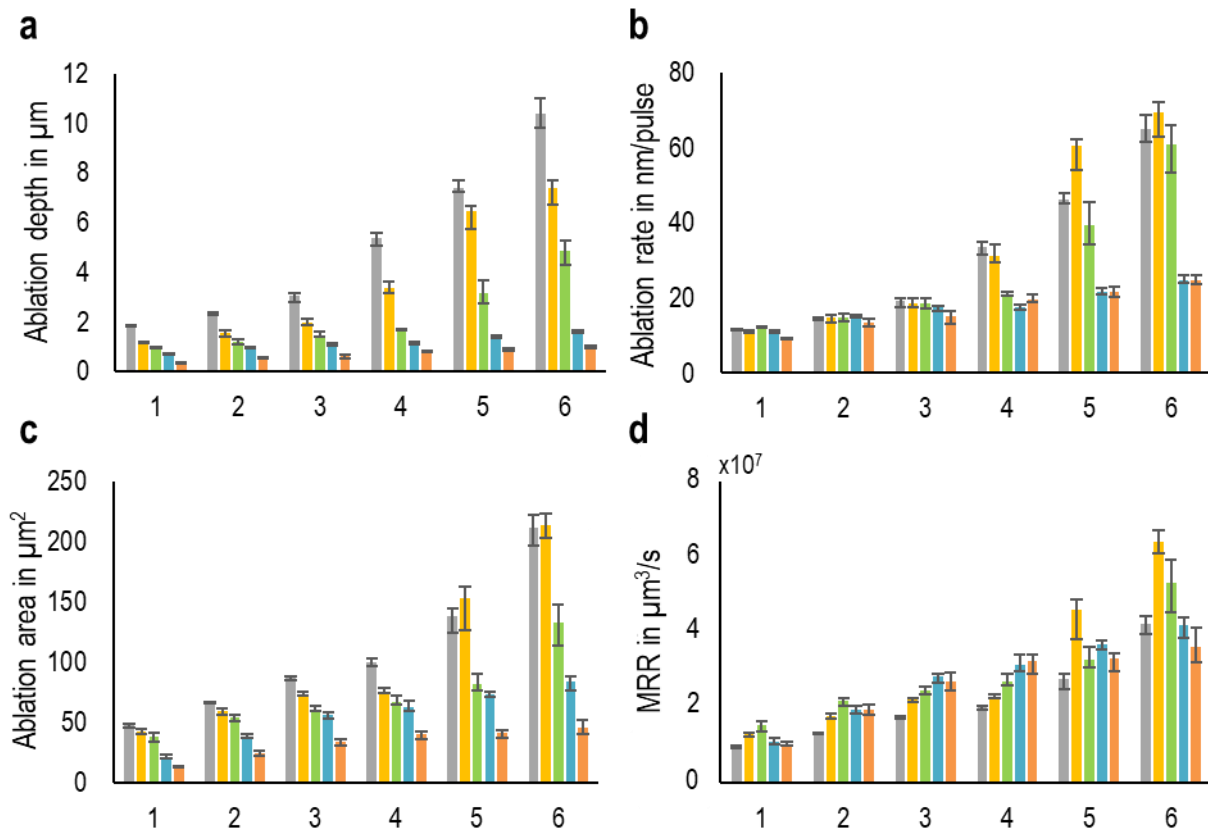 a
Ablation depth in µm
12
10
8
6
4
2
0
1 2 3 4 5 6
b
Ablation rate in nm/pulse
80
60
40
20
0
1 2 3 4 5 6
c
Ablation area in µm²
250
200
150
100
50
0
1 2 3 4 5 6
d
x10⁷
MRR in µm³/s
8
6
4
2
0
1 2 3 4 5 6